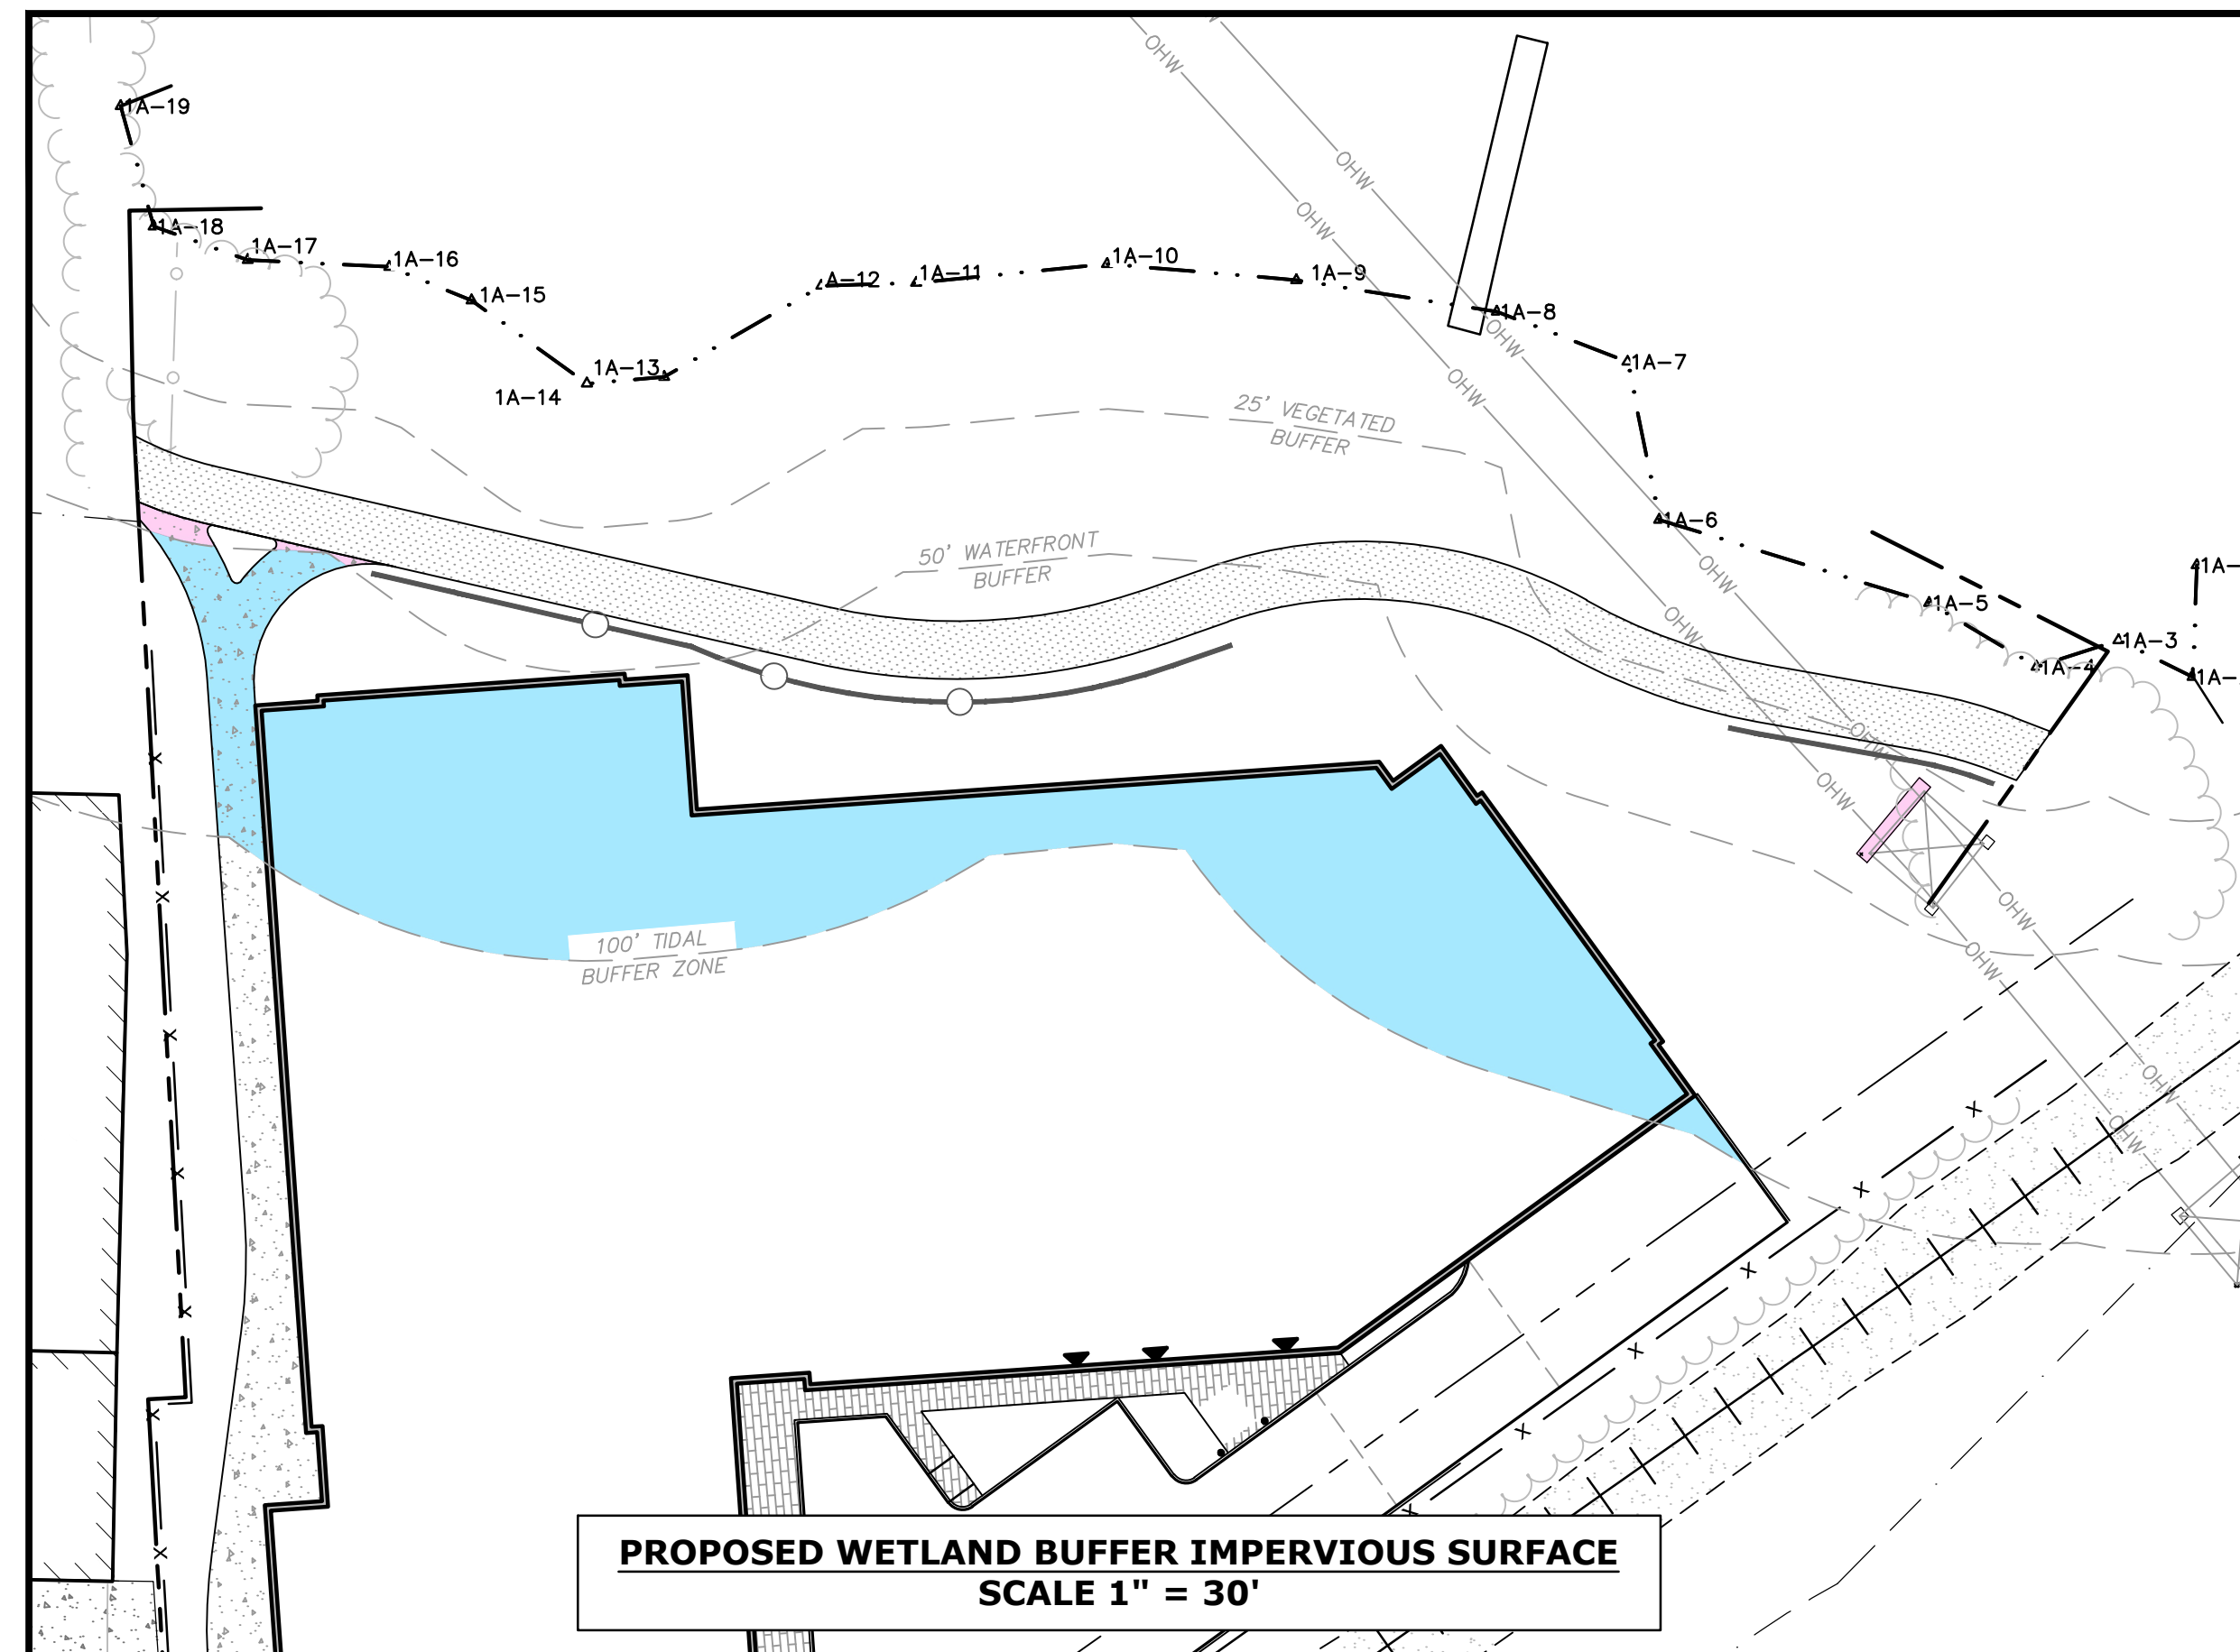 OHW
OHW
1A-19
OHW
OHW
1A-18
1A-17
1A-16
1A-10
A-12
1A-11
1A-9
1A-15
1A-8
OHW
1A-13
1A-7
1A-14
OHW
25' VEGETATED
BUFFER
1A-6
50' WATERFRONT
BUFFER
OHW
1A-
1A-5
OHW
1A-3
1A-4
1A-
OHW
X
OHW
X
OHW
100' TIDAL
BUFFER ZONE
OHW
X
OHW
X
OHW
X
X
X
X
X
X
X
X
X
PROPOSED WETLAND BUFFER IMPERVIOUS SURFACE
SCALE 1" = 30'